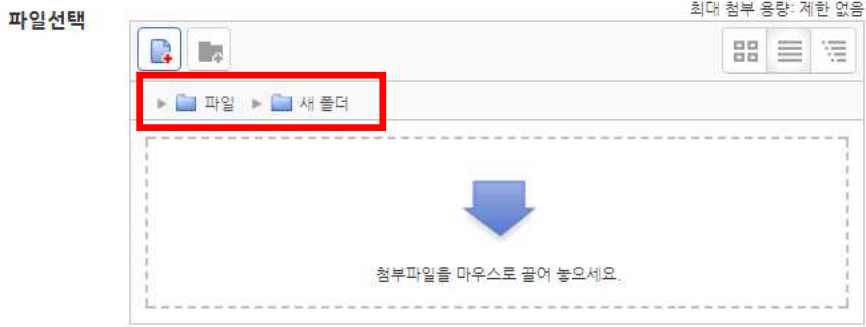 최대 첨부 용량: 제한 없음
파일선택
파일 새 폴더
첨부파일을 마우스로 끌어 놓으세요.